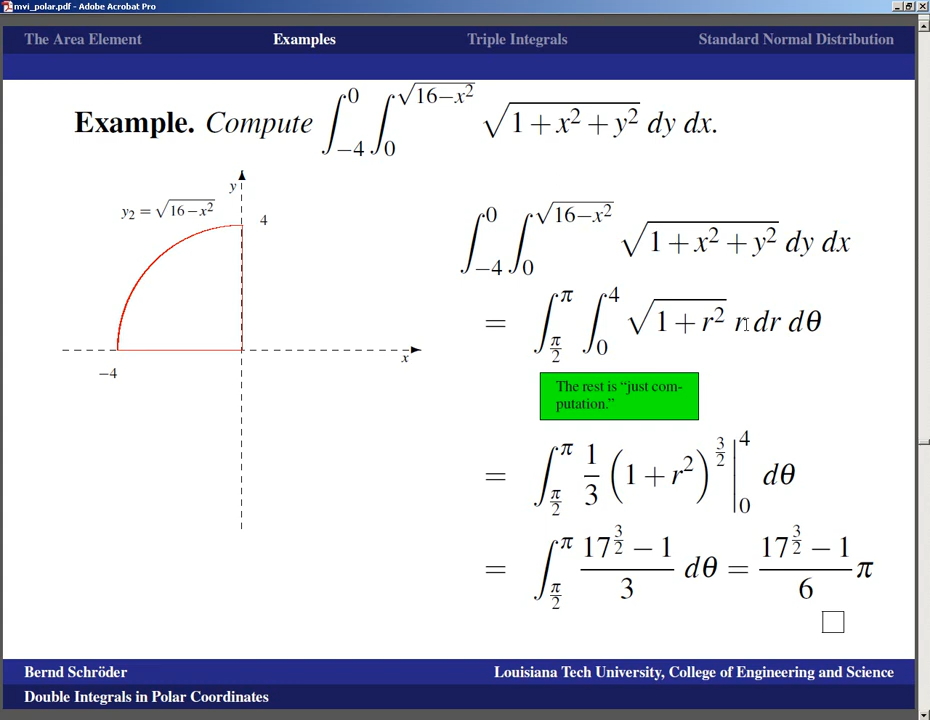 mvi_polar.pdf - Adobe Acrobat Pro
The Area Element Examples Triple Integrals Standard Normal Distribution
Example. Compute ∫_{−4}^{0} ∫_{0}^{√(16−x²)} √(1+x²+y²) dy dx.
y
y₂ = √(16−x²)
4
x
−4
∫_{−4}^{0} ∫_{0}^{√(16−x²)} √(1+x²+y²) dy dx
= ∫_{π/2}^{π} ∫_{0}^{4} √(1+r²) r dr dθ
The rest is “just com-
putation.”
= ∫_{π/2}^{π} 1/3 (1+r²)^{3/2} |_{0}^{4} dθ
= ∫_{π/2}^{π} (17^{3/2} − 1)/3 dθ = (17^{3/2} − 1)/6 π
Bernd Schröder Louisiana Tech University, College of Engineering and Science
Double Integrals in Polar Coordinates